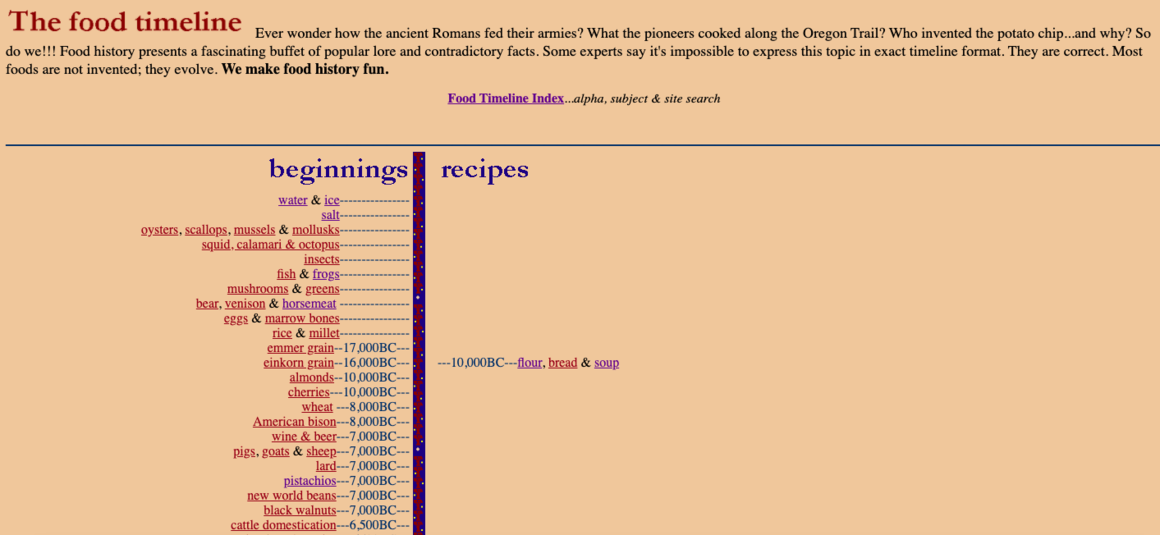 The food timeline Ever wonder how the ancient Romans fed their armies? What the pioneers cooked along the Oregon Trail? Who invented the potato chip...and why? So
do we!!! Food history presents a fascinating buffet of popular lore and contradictory facts. Some experts say it's impossible to express this topic in exact timeline format. They are correct. Most
foods are not invented; they evolve. We make food history fun.
Food Timeline Index...alpha, subject & site search
beginnings recipes
water & ice----------------
salt----------------
oysters, scallops, mussels & mollusks----------------
squid, calamari & octopus----------------
insects----------------
fish & frogs----------------
mushrooms & greens----------------
bear, venison & horsemeat ----------------
eggs & marrow bones----------------
rice & millet----------------
emmer grain--17,000BC---
einkorn grain--16,000BC--- ---10,000BC---flour, bread & soup
almonds--10,000BC---
cherries---10,000BC---
wheat ---8,000BC---
American bison---8,000BC---
wine & beer---7,000BC---
pigs, goats & sheep---7,000BC---
lard---7,000BC---
pistachios---7,000BC---
new world beans---7,000BC---
black walnuts---7,000BC---
cattle domestication---6,500BC---